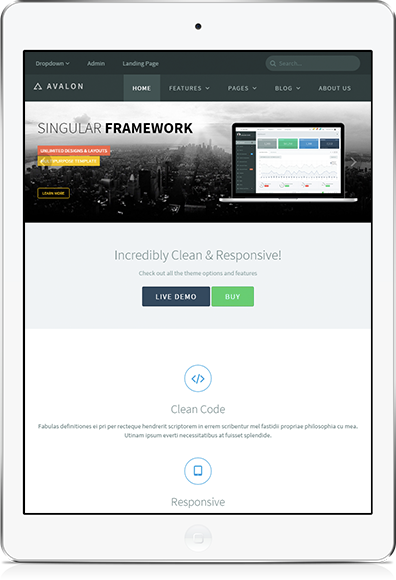 Dropdown Admin Landing Page Search...
AVALON HOME FEATURES PAGES BLOG ABOUT US
SINGULAR FRAMEWORK
UNLIMITED DESIGNS & LAYOUTS
PURPOSE TEMPLATE
LEARN MORE
Incredibly Clean & Responsive!
Check out all the theme options and features
LIVE DEMO BUY
Clean Code
Fabulas definitiones ei pri per recteque hendrerit scriptorem in errem scribentur mel fastidii propriae philosophia cu mea.
Utinam ipsum everti necessitatibus at fuisset splendide.
Responsive